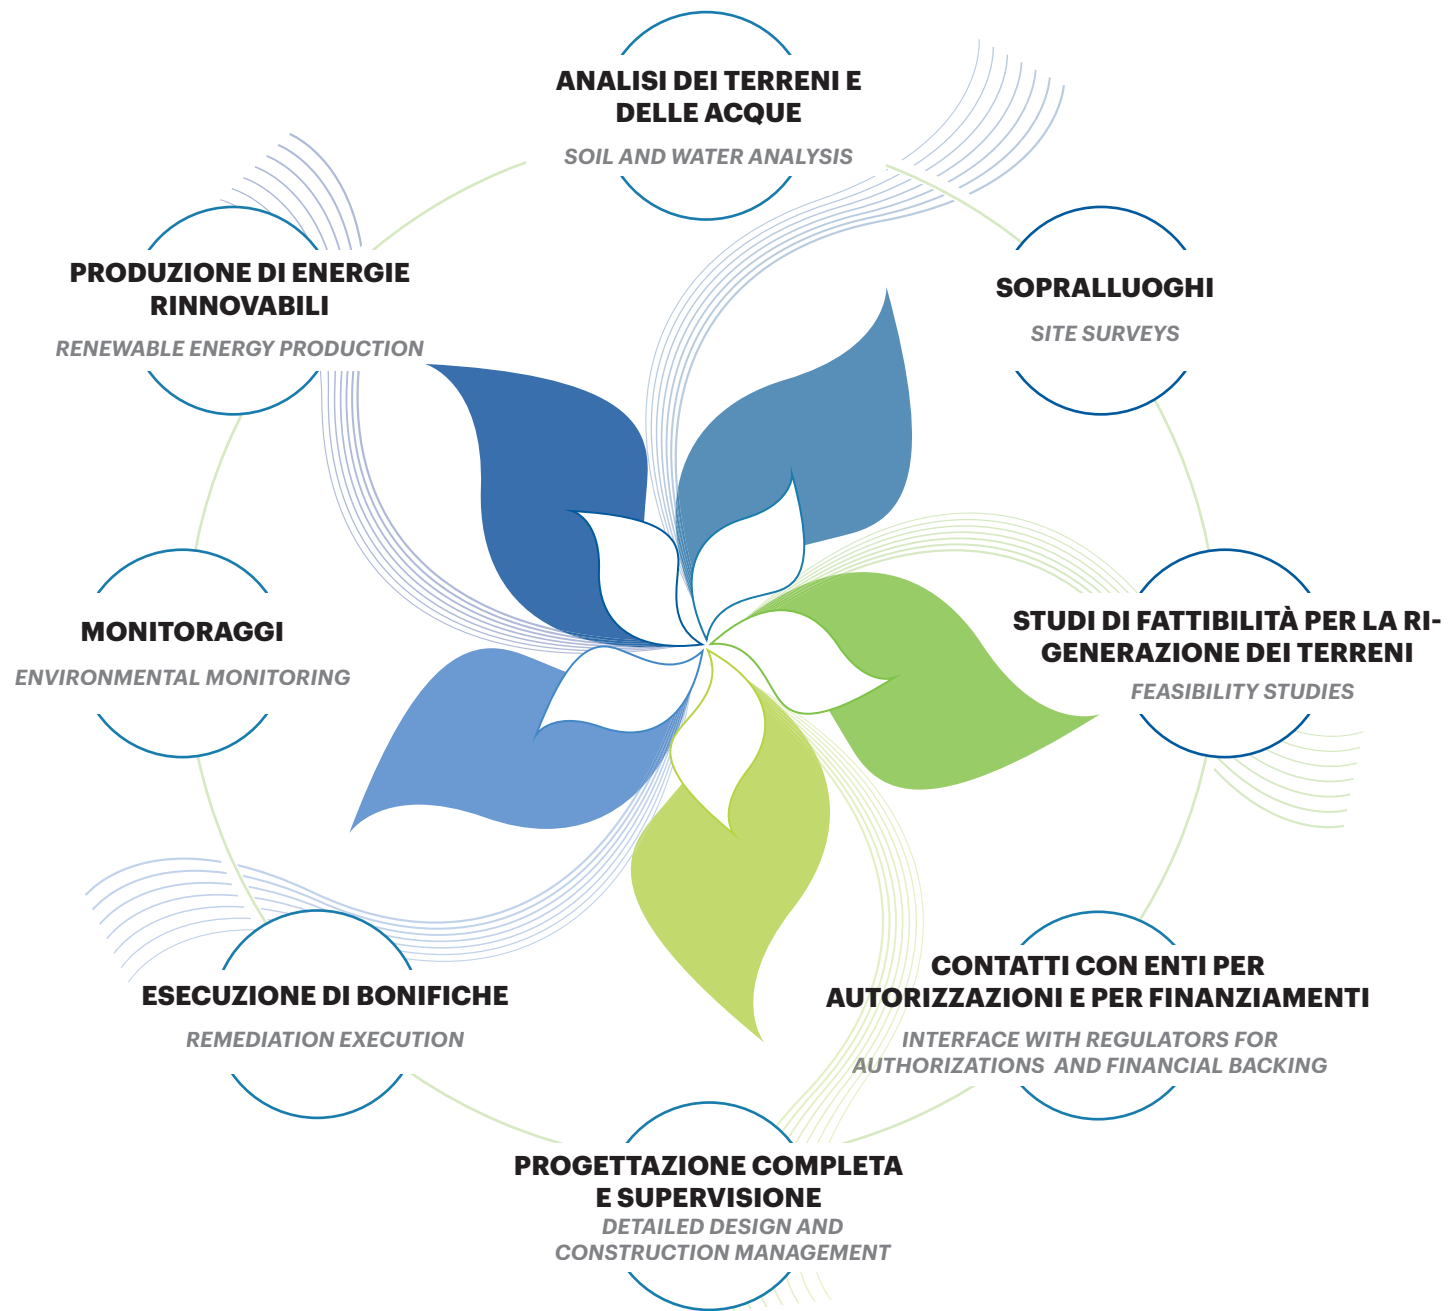 ANALISI DEI TERRENI E
DELLE ACQUE
SOIL AND WATER ANALYSIS
SOPRALLUOGHI
SITE SURVEYS
STUDI DI FATTIBILITÀ PER LA RI-
GENERAZIONE DEI TERRENI
FEASIBILITY STUDIES
CONTATTI CON ENTI PER
AUTORIZZAZIONI E PER FINANZIAMENTI
INTERFACE WITH REGULATORS FOR
AUTHORIZATIONS AND FINANCIAL BACKING
PROGETTAZIONE COMPLETA
E SUPERVISIONE
DETAILED DESIGN AND
CONSTRUCTION MANAGEMENT
ESECUZIONE DI BONIFICHE
REMEDIATION EXECUTION
MONITORAGGI
ENVIRONMENTAL MONITORING
PRODUZIONE DI ENERGIE
RINNOVABILI
RENEWABLE ENERGY PRODUCTION